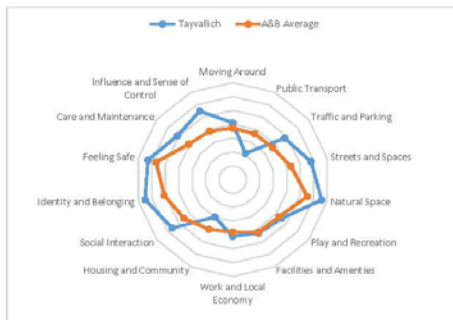 Tayvallich
A&B Average
Moving Around
Public Transport
Traffic and Parking
Streets and Spaces
Natural Space
Play and Recreation
Facilities and Amenties
Work and Local
Economy
Housing and Community
Social Interaction
Identity and Belonging
Feeling Safe
Care and Maintenance
Influence and Sense of
Control